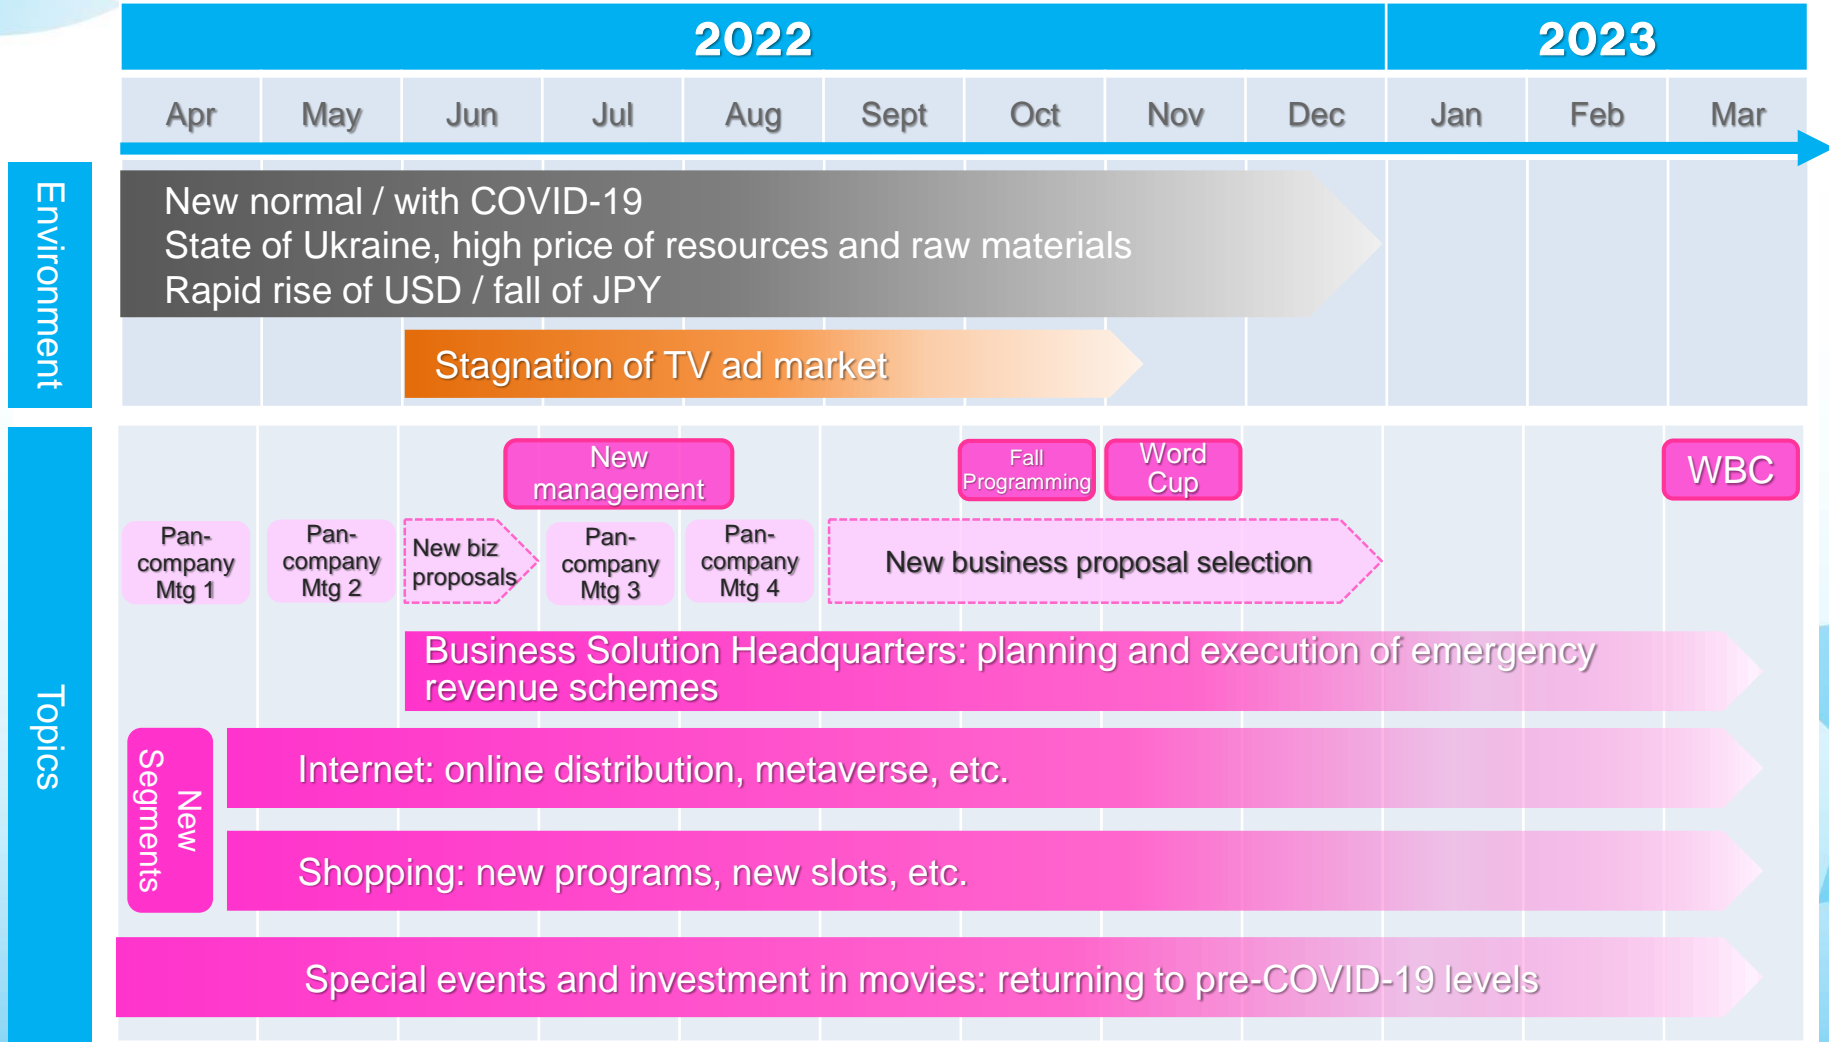 2022
2023
Apr
May
Jun
Jul
Aug
Sept
Oct
Nov
Dec
Jan
Feb
Mar
Environment
New normal / with COVID-19
State of Ukraine, high price of resources and raw materials
Rapid rise of USD / fall of JPY
Stagnation of TV ad market
Topics
New
management
Fall
Programming
Word
Cup
WBC
Pan-
company
Mtg 1
Pan-
company
Mtg 2
New biz
proposals
Pan-
company
Mtg 3
Pan-
company
Mtg 4
New business proposal selection
Business Solution Headquarters: planning and execution of emergency
revenue schemes
New
Segments
Internet: online distribution, metaverse, etc.
Shopping: new programs, new slots, etc.
Special events and investment in movies: returning to pre-COVID-19 levels